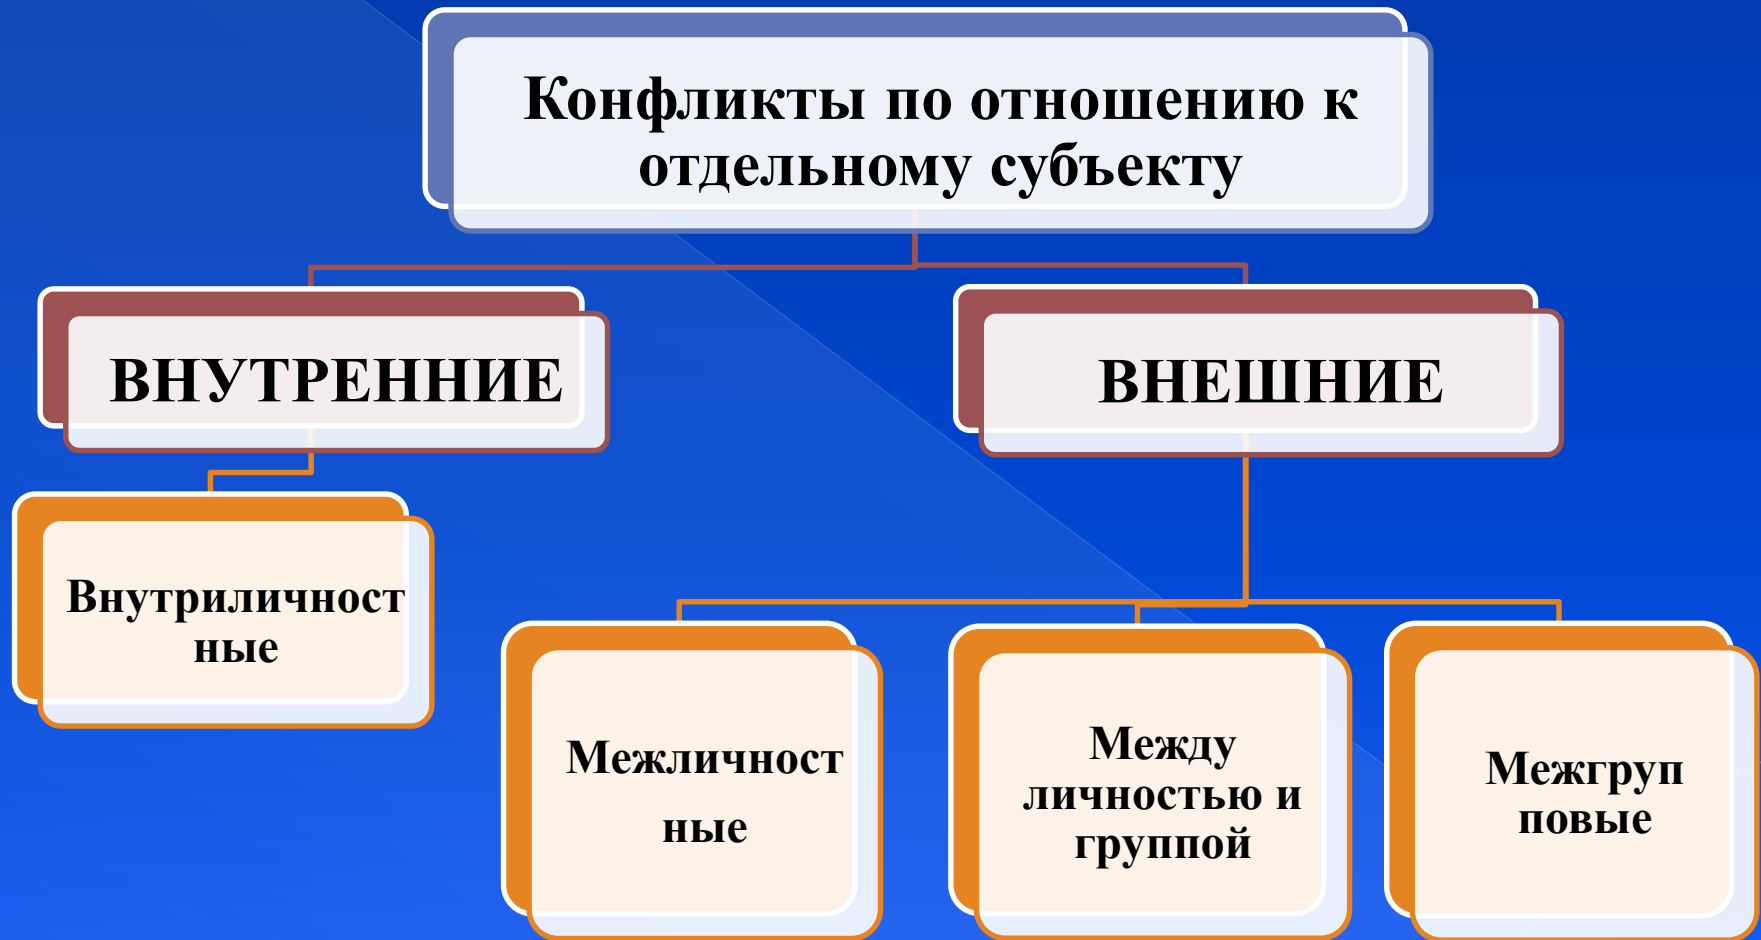 Конфликты по отношению к
отдельному субъекту
ВНУТРЕННИЕ
ВНЕШНИЕ
Внутриличност
ные
Межличност
ные
Между
личностью и
группой
Межгруп
повые